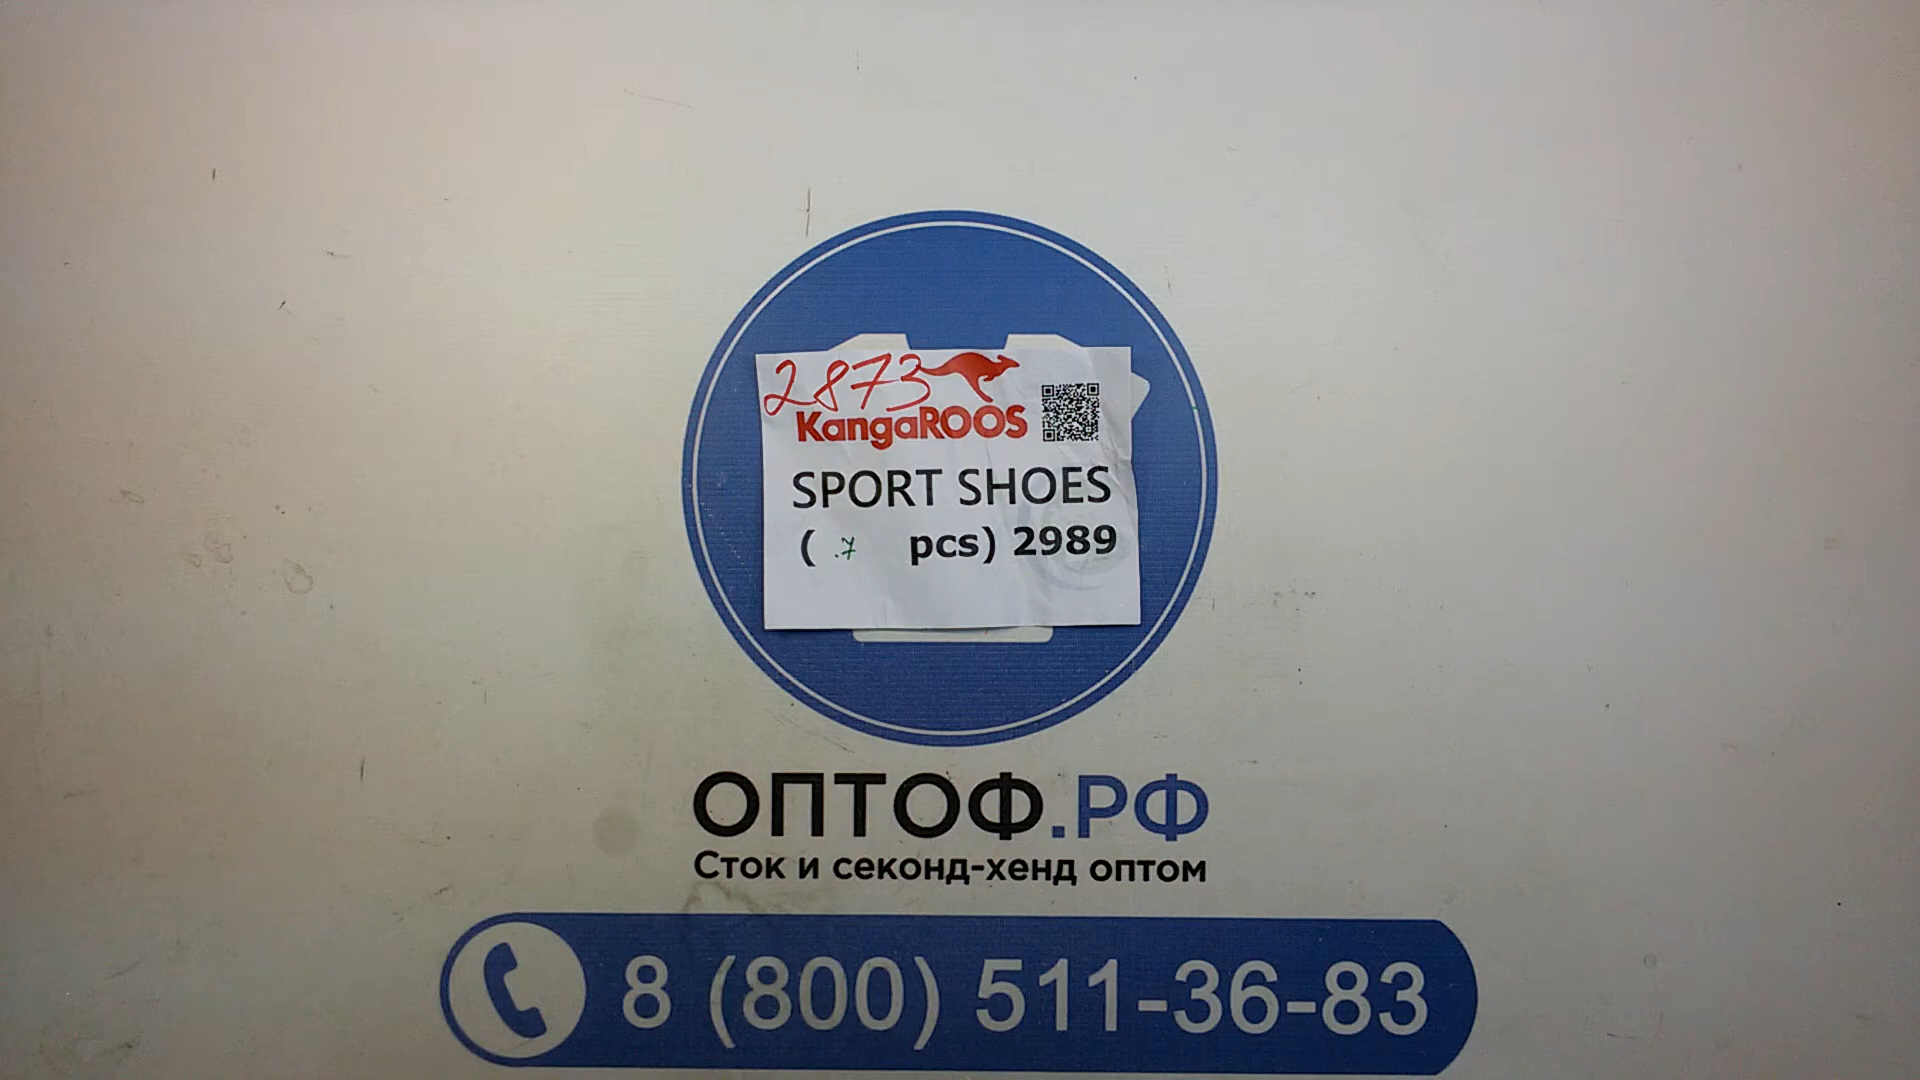 2873
KangaROOS
SPORT SHOES
( .7 pcs) 2989
ОПТОФ.РФ
Сток и секонд-хенд оптом
8 (800) 511-36-83